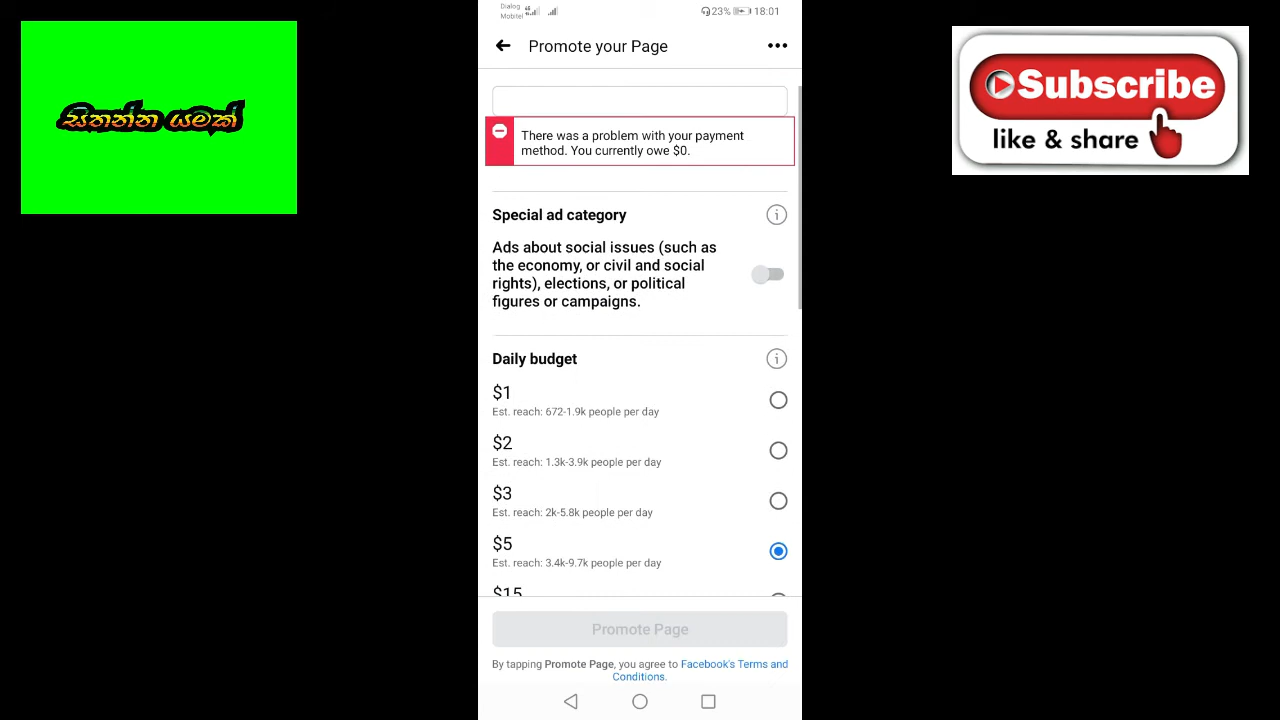 සිතන්න යමක්
Dialog
Mobitel
23%
18:01
Promote your Page
There was a problem with your payment
method. You currently owe $0.
Special ad category
Ads about social issues (such as
the economy, or civil and social
rights), elections, or political
figures or campaigns.
Daily budget
$1
Est. reach: 672-1.9k people per day
$2
Est. reach: 1.3k-3.9k people per day
$3
Est. reach: 2k-5.8k people per day
$5
Est. reach: 3.4k-9.7k people per day
$15
Promote Page
By tapping Promote Page, you agree to Facebook's Terms and
Conditions.
Subscribe
like & share